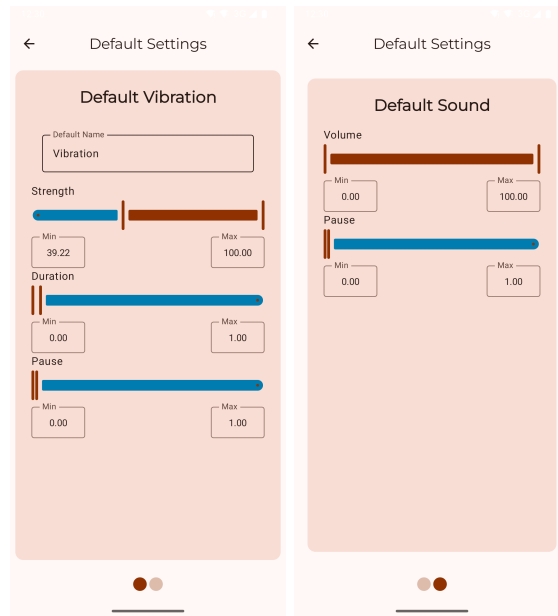 Default Settings
Default Vibration
Default Name
Vibration
Strength
Min
Max
39.22
100.00
Duration
Min
Max
0.00
1.00
Pause
Min
Max
0.00
1.00
Default Settings
Default Sound
Volume
Min
Max
0.00
100.00
Pause
Min
Max
0.00
1.00